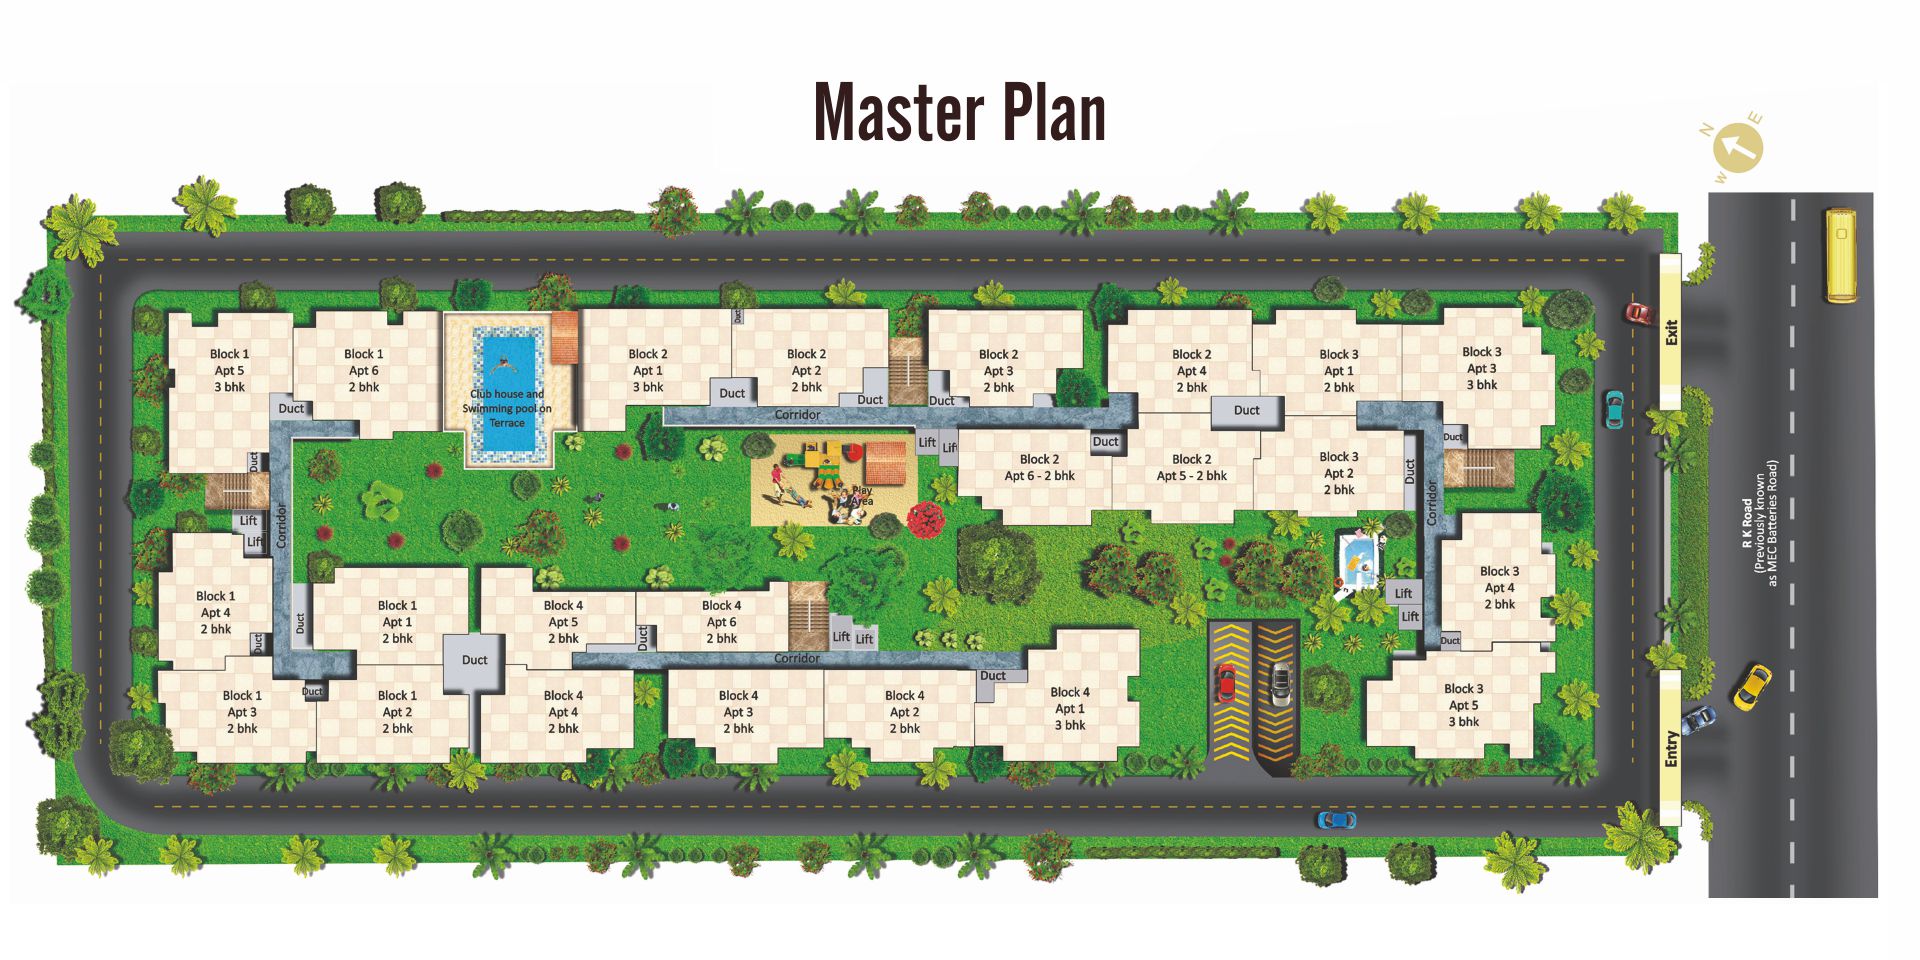 Master Plan
N
E
W
Block 1
Apt 5
3 bhk
Block 1
Apt 6
2 bhk
Club house and
Swimming pool on
Terrace
Block 2
Apt 1
3 bhk
Duct
Block 2
Apt 2
2 bhk
Block 2
Apt 3
2 bhk
Block 2
Apt 4
2 bhk
Block 3
Apt 1
2 bhk
Block 3
Apt 3
3 bhk
Exit
Duct
Duct
Duct
Duct
Duct
Corridor
Duct
Lift
Lift
Duct
Duct
Duct
Block 2
Apt 6 - 2 bhk
Block 2
Apt 5 - 2 bhk
Block 3
Apt 2
2 bhk
Duct
Corridor
Play
Area
Lift
Lift
Corridor
R K Road
(Previously known
as MEC Batteries Road)
Block 1
Apt 4
2 bhk
Duct
Duct
Block 1
Apt 1
2 bhk
Block 4
Apt 5
2 bhk
Duct
Block 4
Apt 6
2 bhk
Lift
Lift
Block 3
Apt 4
2 bhk
Lift
Lift
Duct
Duct
Corridor
Duct
Duct
Block 1
Apt 3
2 bhk
Block 1
Apt 2
2 bhk
Block 4
Apt 4
2 bhk
Block 4
Apt 3
2 bhk
Block 4
Apt 2
2 bhk
Block 4
Apt 1
3 bhk
Block 3
Apt 5
3 bhk
Entry